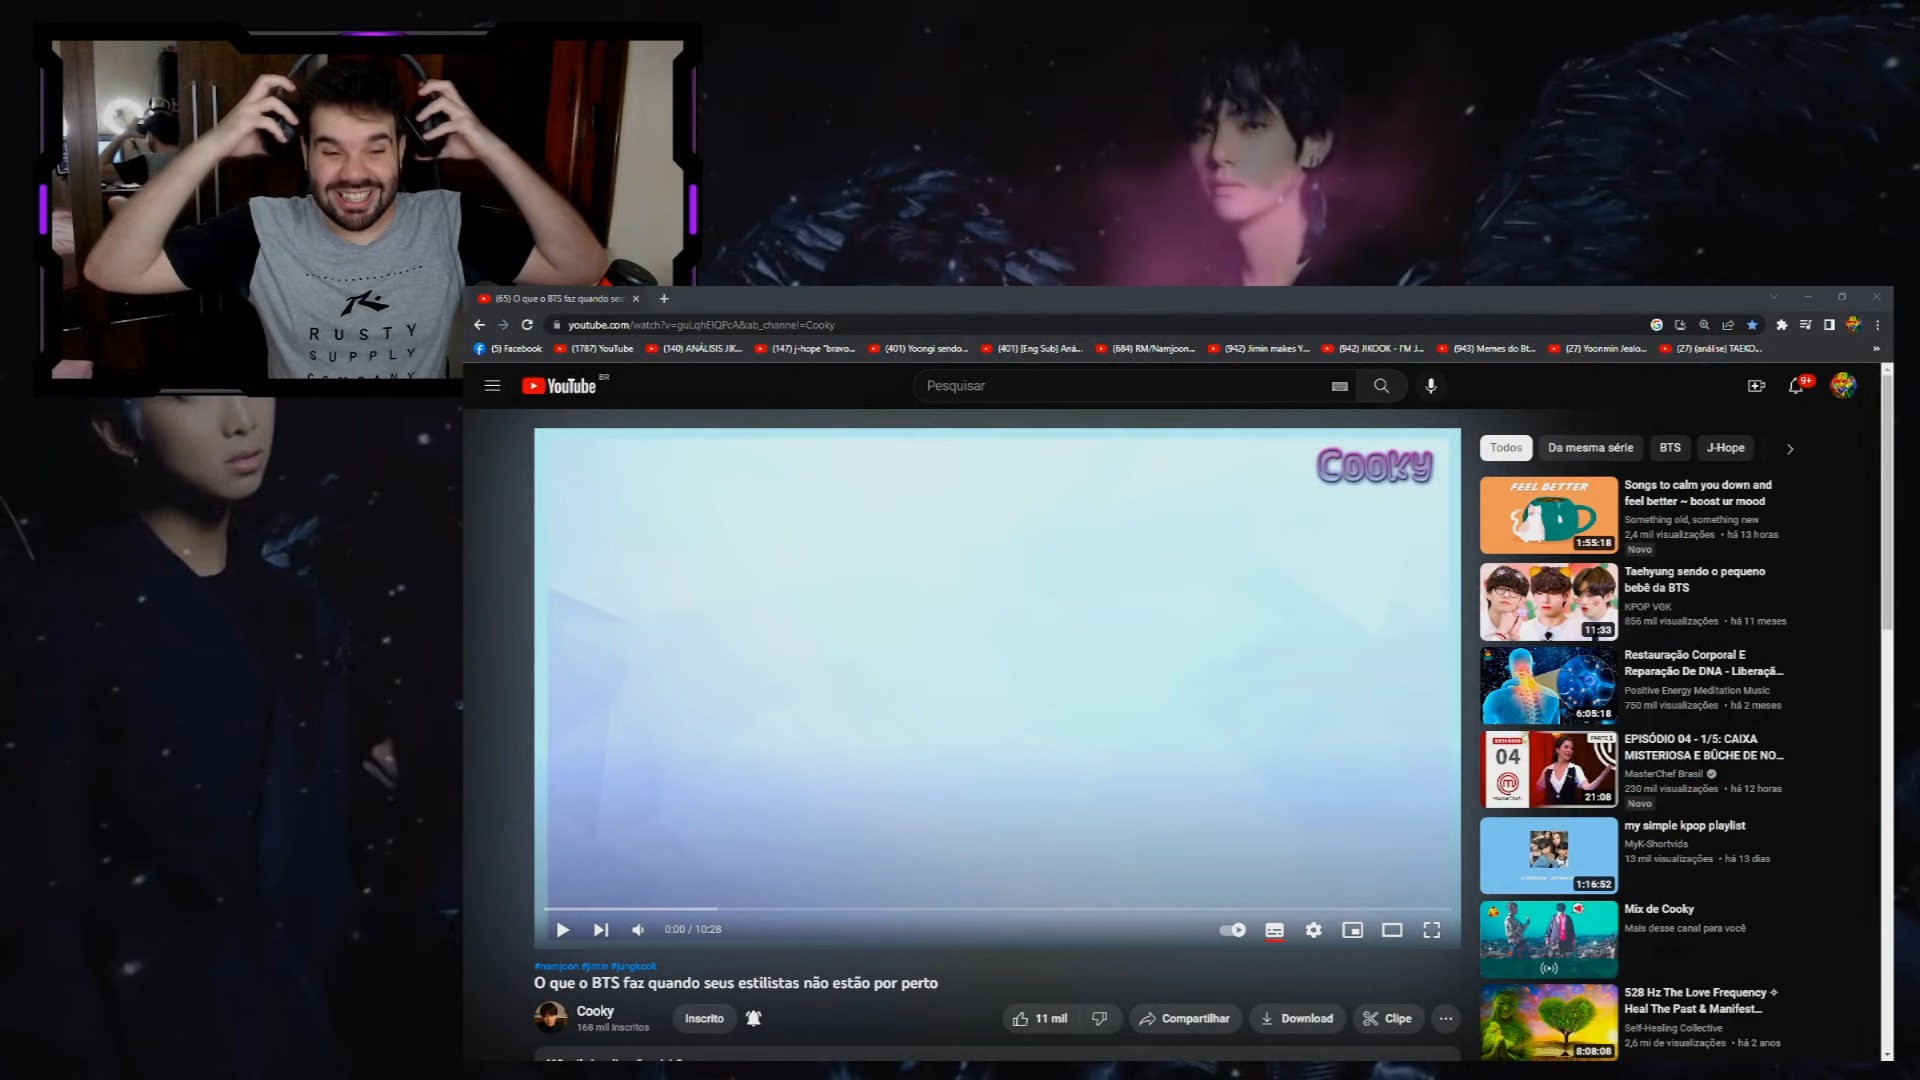 RUSTY
SUPPLY
COMPANY
(65) O que o BTS faz quando seu
youtube.com/watch?v=guLqhEIQPcA&ab_channel=Cooky
(5) Facebook
(1787) YouTube
(140) ANÁLISIS JIK...
(147) j-hope "bravo...
(401) Yoongi sendo...
(401) [Eng Sub] Aná...
(684) RM/Namjoon...
(942) Jimin makes Y...
(942) JIKOOK - I'M J...
(943) Memes do Bt...
(27) Yoonmin Jealo...
(27) (análise) TAEKO...
YouTube BR
Pesquisar
9+
Cooky
0:00 / 10:28
#namjoon #jimin #jungkook
O que o BTS faz quando seus estilistas não estão por perto
Cooky
168 mil inscritos
Inscrito
11 mil
Compartilhar
Download
Clipe
Todos
Da mesma série
BTS
J-Hope
FEEL BETTER
1:55:18
Songs to calm you down and
feel better ~ boost ur mood
Something old, something new
2,4 mil visualizações • há 13 horas
Novo
11:33
Taehyung sendo o pequeno
bebê da BTS
KPOP VGK
856 mil visualizações • há 11 meses
6:05:18
Restauração Corporal E
Reparação De DNA - Liberaçã...
Positive Energy Meditation Music
750 mil visualizações • há 2 meses
EPISÓDIO
04
PARTE 1
21:08
EPISÓDIO 04 - 1/5: CAIXA
MISTERIOSA E BÛCHE DE NO...
MasterChef Brasil
230 mil visualizações • há 12 horas
Novo
1:16:52
my simple kpop playlist
MyK-Shortvids
13 mil visualizações • há 13 dias
Mix de Cooky
Mais desse canal para você
8:08:08
528 Hz The Love Frequency ✧
Heal The Past & Manifest...
Self-Healing Collective
2,6 mi de visualizações • há 2 anos